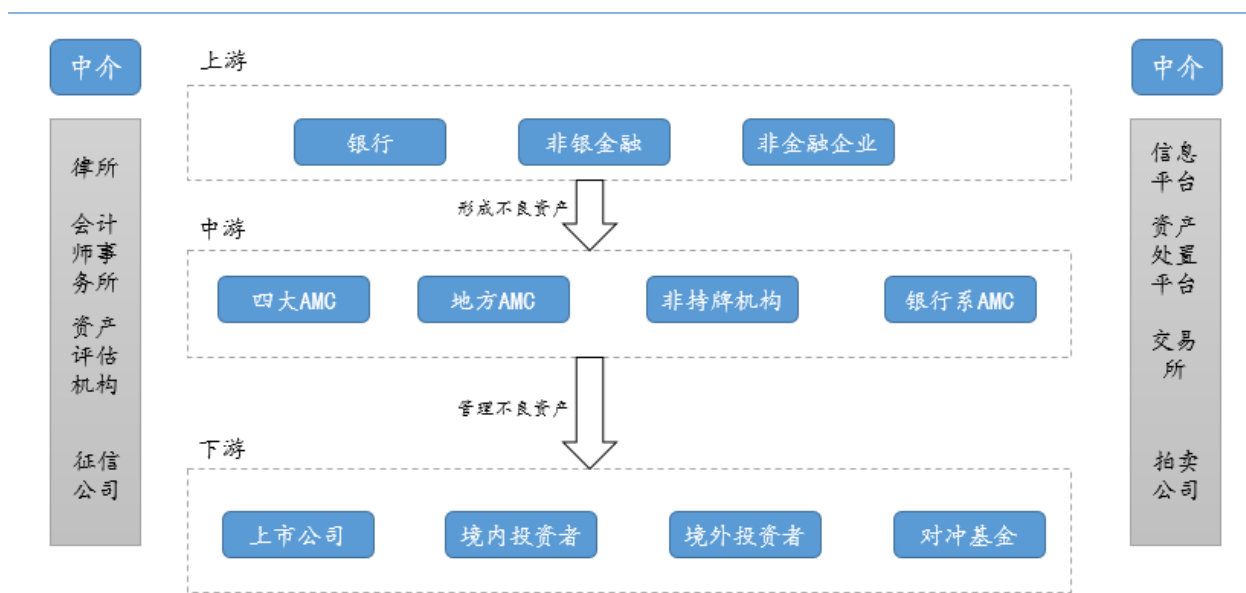 中介
律所
会计
师事
务所
资产
评估
机构
征信
公司
上游
银行
非银金融
非金融企业
形成不良资产
中游
四大AMC
地方AMC
非持牌机构
银行系AMC
管理不良资产
下游
上市公司
境内投资者
境外投资者
对冲基金
中介
信息
平台
资产
处置
平台
交易
所
拍卖
公司